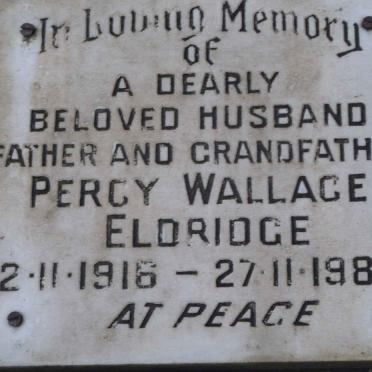 In Loving Memory
OF
A DEARLY
BELOVED HUSBAND
FATHER AND GRANDFATH
PERCY WALLACE
ELDRIDGE
2·11·1916 – 27·11·198
AT PEACE